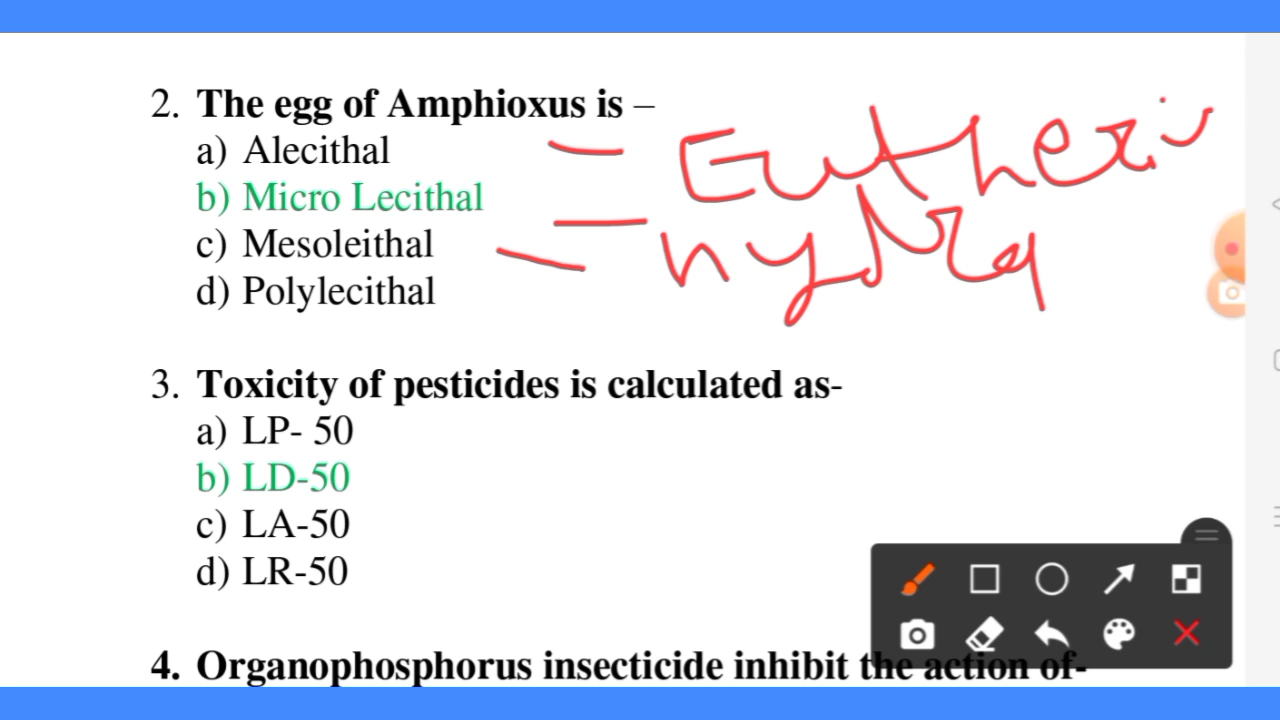 2. The egg of Amphioxus is –
a) Alecithal
b) Micro Lecithal
c) Mesoleithal
d) Polylecithal
Eutheri
hydra
3. Toxicity of pesticides is calculated as-
a) LP- 50
b) LD-50
c) LA-50
d) LR-50
4. Organophosphorus insecticide inhibit the action of-